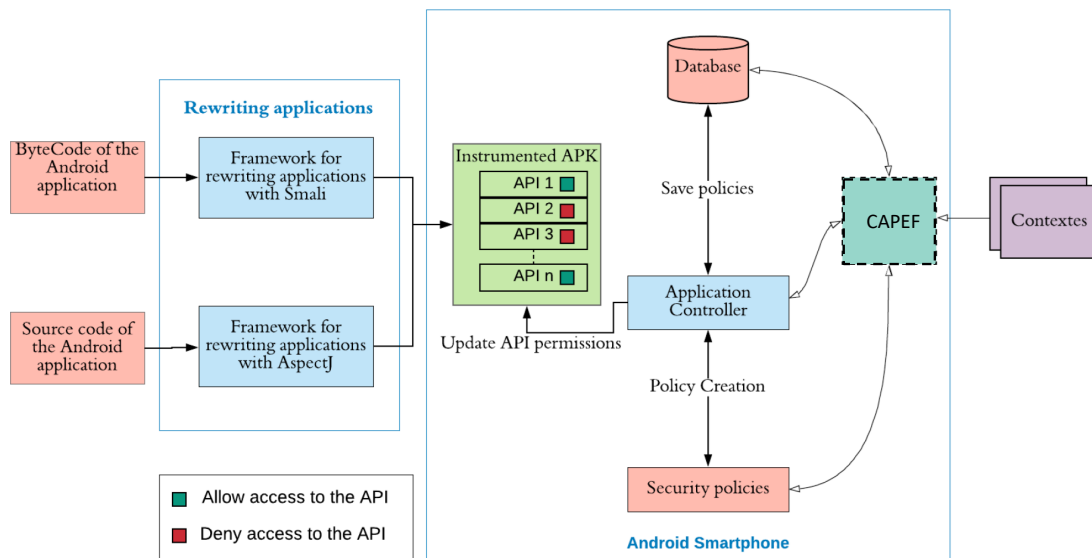 Rewriting applications
ByteCode of the
Android
application
Framework for
rewriting applications
with Smali
Source code of
the Android
application
Framework for
rewriting applications
with AspectJ
Instrumented APK
API 1
API 2
API 3
API n
Update API permissions
Database
Save policies
Application
Controller
Policy Creation
Security policies
CAPEF
Contextes
Android Smartphone
Allow access to the API
Deny access to the API